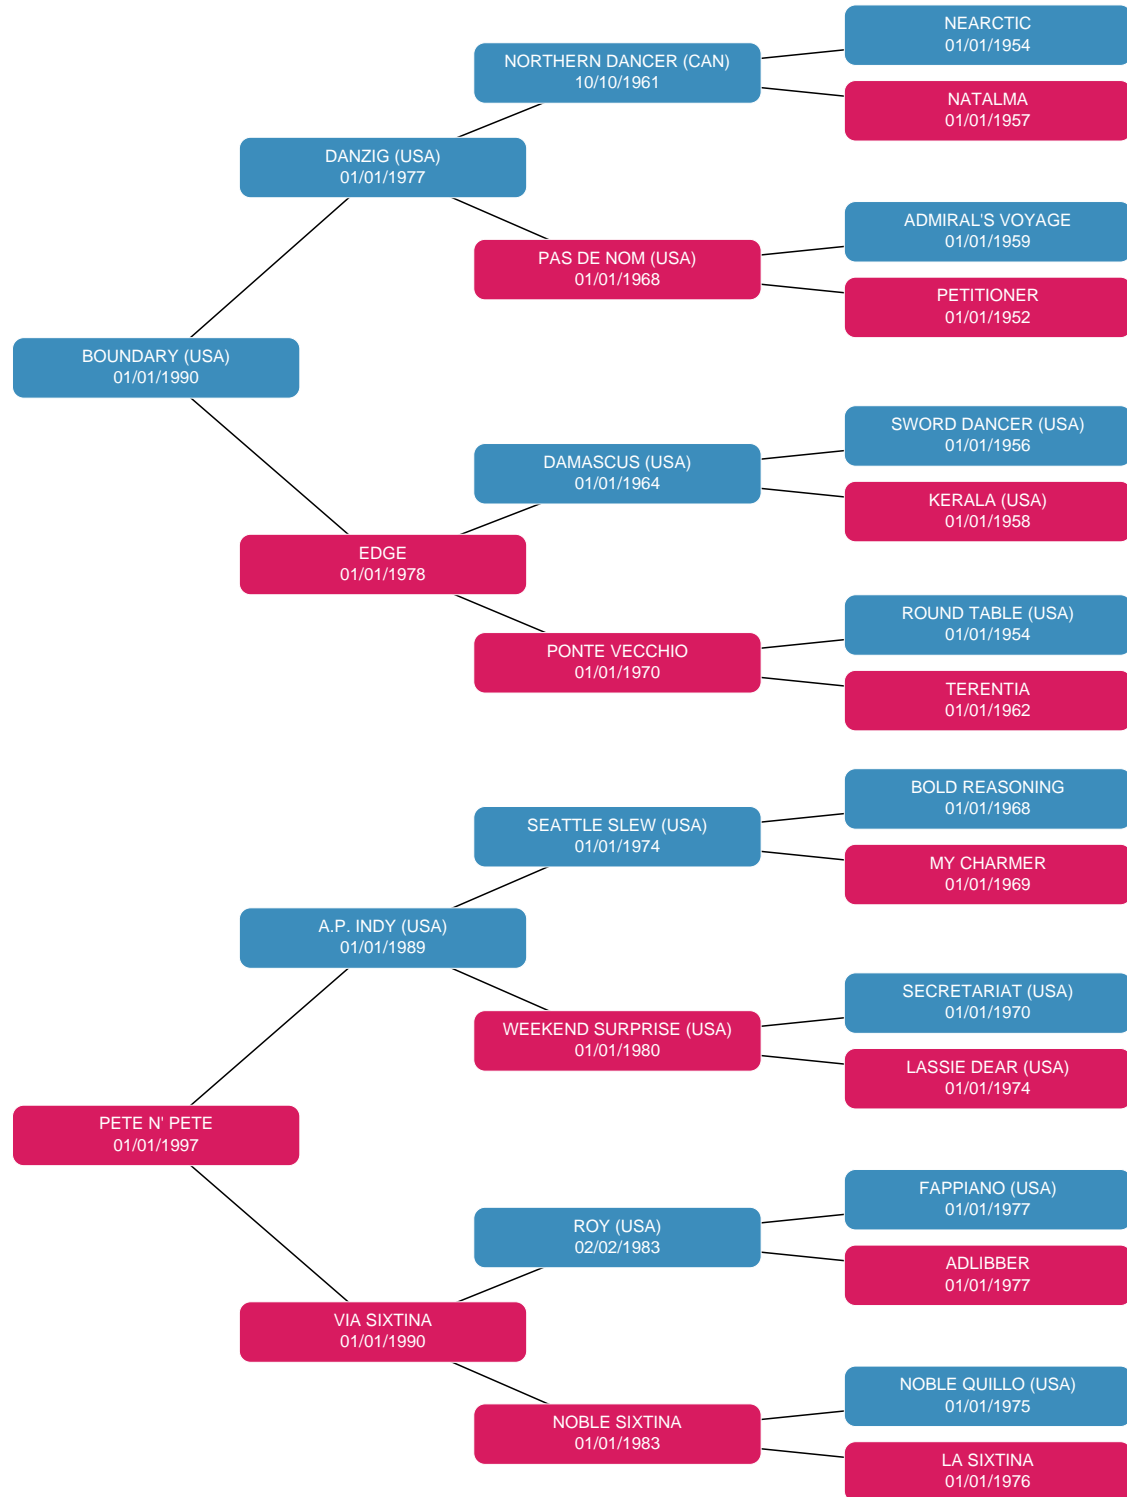 NEARCTIC
01/01/1954
NORTHERN DANCER (CAN)
10/10/1961
NATALMA
01/01/1957
DANZIG (USA)
01/01/1977
ADMIRAL'S VOYAGE
01/01/1959
PAS DE NOM (USA)
01/01/1968
PETITIONER
01/01/1952
BOUNDARY (USA)
01/01/1990
SWORD DANCER (USA)
01/01/1956
DAMASCUS (USA)
01/01/1964
KERALA (USA)
01/01/1958
EDGE
01/01/1978
ROUND TABLE (USA)
01/01/1954
PONTE VECCHIO
01/01/1970
TERENTIA
01/01/1962
BOLD REASONING
01/01/1968
SEATTLE SLEW (USA)
01/01/1974
MY CHARMER
01/01/1969
A.P. INDY (USA)
01/01/1989
SECRETARIAT (USA)
01/01/1970
WEEKEND SURPRISE (USA)
01/01/1980
LASSIE DEAR (USA)
01/01/1974
PETE N' PETE
01/01/1997
FAPPIANO (USA)
01/01/1977
ROY (USA)
02/02/1983
ADLIBBER
01/01/1977
VIA SIXTINA
01/01/1990
NOBLE QUILLO (USA)
01/01/1975
NOBLE SIXTINA
01/01/1983
LA SIXTINA
01/01/1976